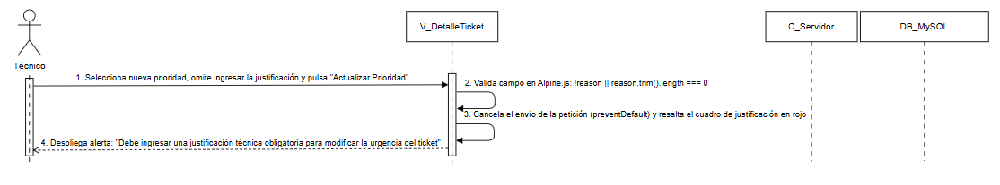 V_DetalleTicket
C_Servidor
DB_MySQL
Técnico
1. Selecciona nueva prioridad, omite ingresar la justificación y pulsa "Actualizar Prioridad"
2. Valida campo en Alpine.js: !reason || reason.trim().length === 0
3. Cancela el envío de la petición (preventDefault) y resalta el cuadro de justificación en rojo
4. Despliega alerta: "Debe ingresar una justificación técnica obligatoria para modificar la urgencia del ticket"